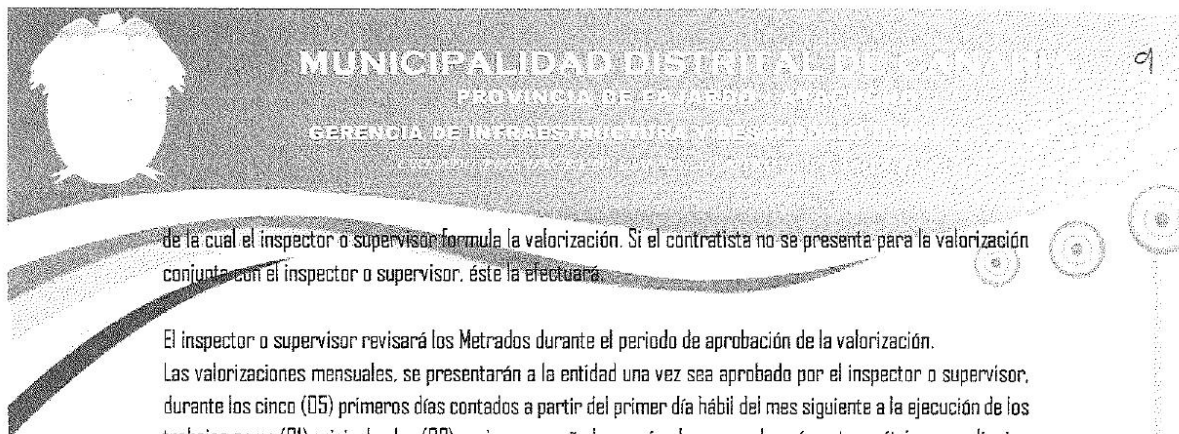 MUNICIPALIDAD DISTRITAL DE
9
PROVINCIA DE FAJARDO
GERENCIA DE INFRAESTRUCTURA Y
de la cual el inspector o supervisor formula la valorización. Si el contratista no se presenta para la valorización
conjunta con el inspector o supervisor, éste la efectuará.
El inspector o supervisor revisará los Metrados durante el periodo de aprobación de la valorización.
Las valorizaciones mensuales, se presentarán a la entidad una vez sea aprobado por el inspector o supervisor,
durante los cinco (05) primeros días contados a partir del primer día hábil del mes siguiente a la ejecución de los